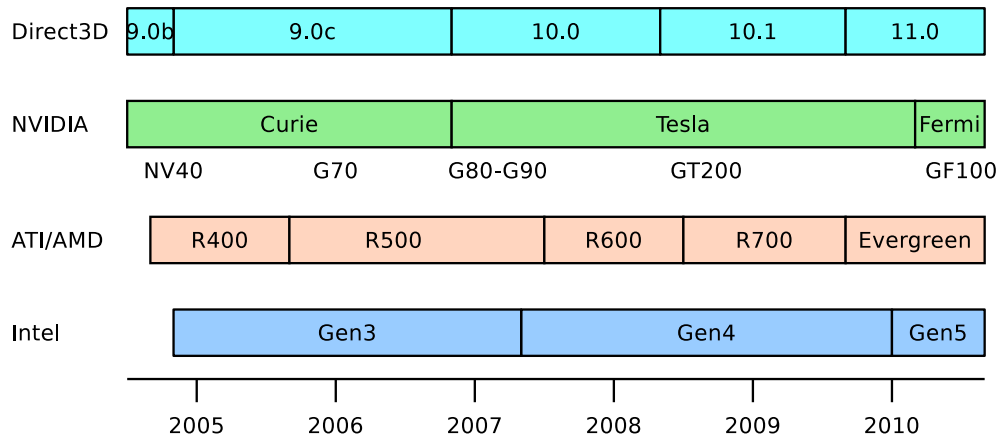 Direct3D 9.0b 9.0c 10.0 10.1 11.0
NVIDIA Curie Tesla Fermi
NV40 G70 G80-G90 GT200 GF100
ATI/AMD R400 R500 R600 R700 Evergreen
Intel Gen3 Gen4 Gen5
2005 2006 2007 2008 2009 2010